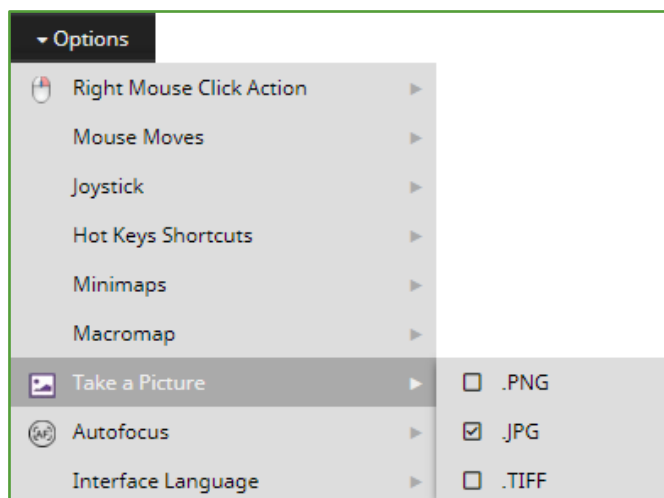 Options
Right Mouse Click Action
Mouse Moves
Joystick
Hot Keys Shortcuts
Minimaps
Macromap
Take a Picture
.PNG
AF
Autofocus
.JPG
Interface Language
.TIFF